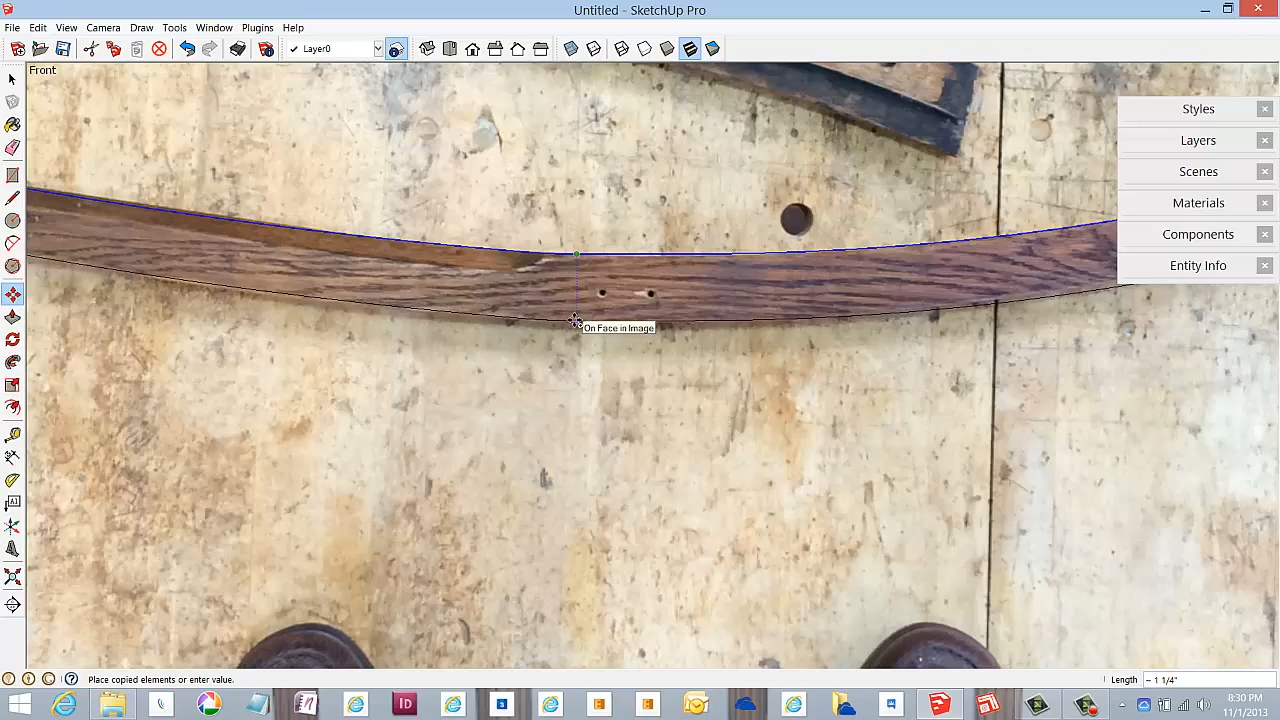 Untitled - SketchUp Pro
File Edit View Camera Draw Tools Window Plugins Help
Layer0
Front
Styles
Layers
Scenes
Materials
Components
Entity Info
On Face in Image
Place copied elements or enter value.
Length ~ 1 1/4"
8:30 PM
11/1/2013